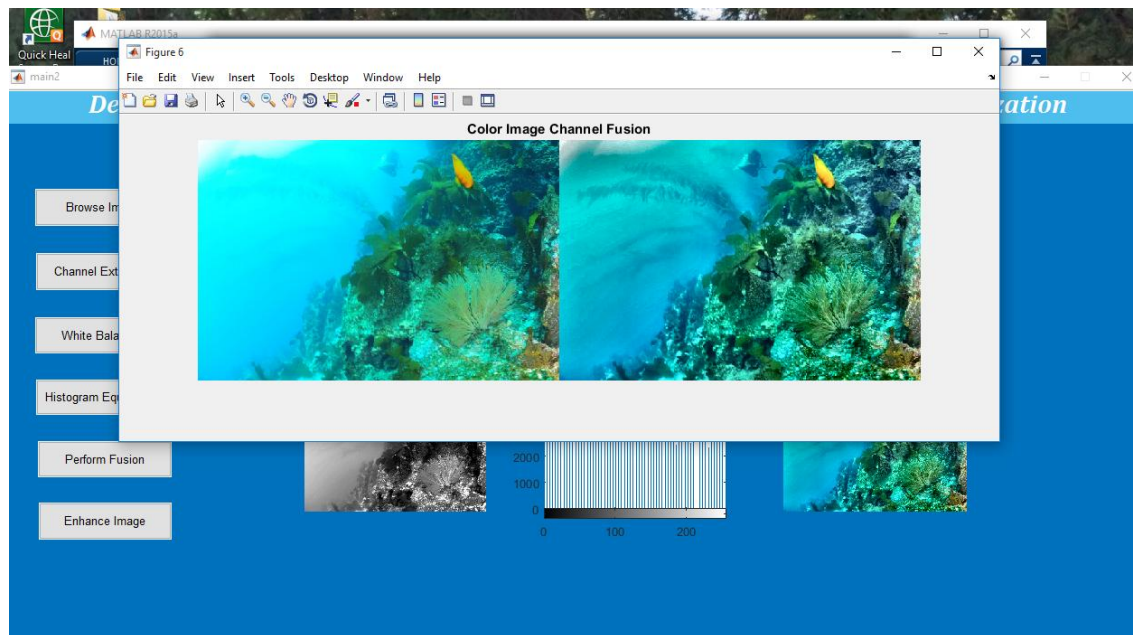 Quick Heal
MATLAB R2015a
HO
main2
Figure 6
File Edit View Insert Tools Desktop Window Help
De
ation
Color Image Channel Fusion
Browse Im
Channel Ext
White Bala
Histogram Equ
Perform Fusion
Enhance Image
2000
1000
0
0 100 200